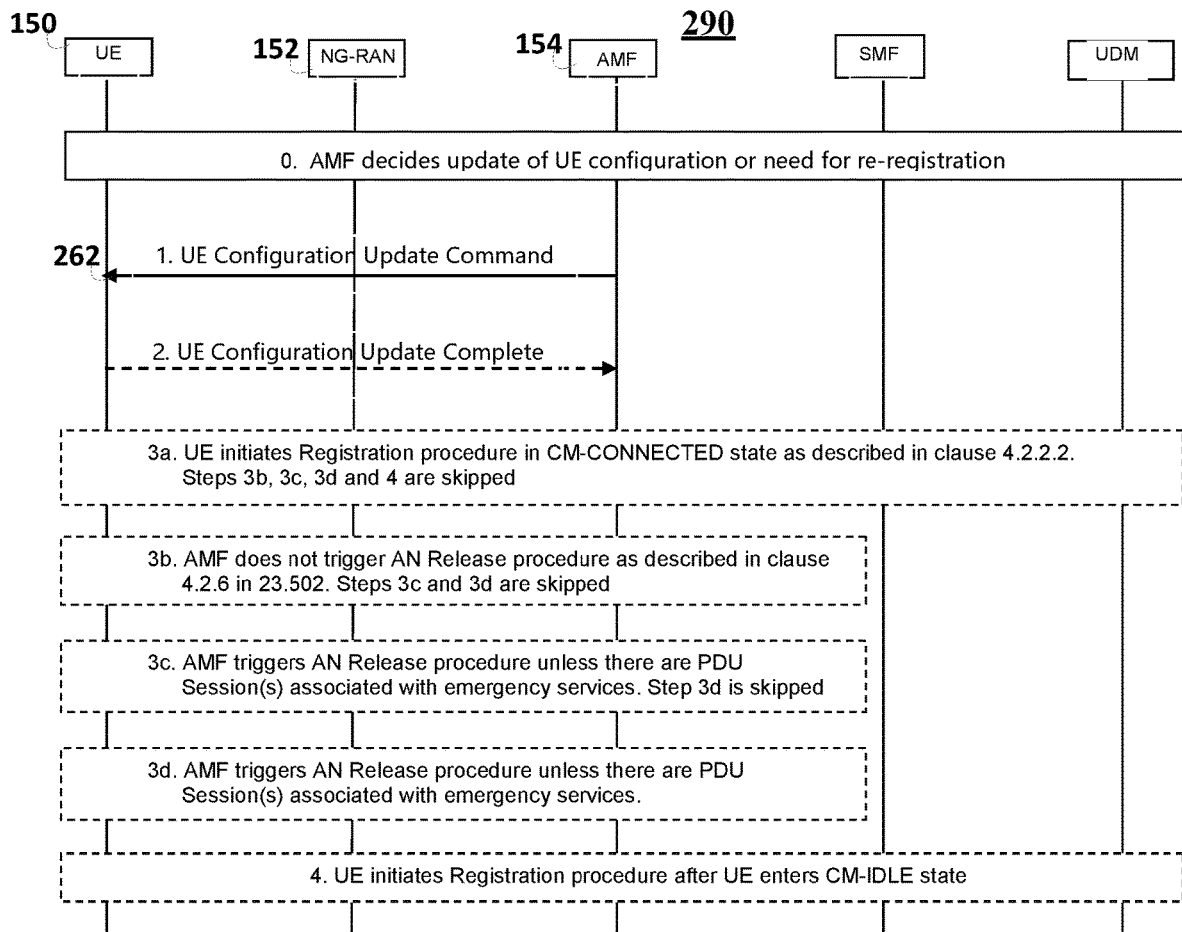 290
150
UE
152
NG-RAN
154
AMF
SMF
UDM
0. AMF decides update of UE configuration or need for re-registration
262
1. UE Configuration Update Command
2. UE Configuration Update Complete
3a. UE initiates Registration procedure in CM-CONNECTED state as described in clause 4.2.2.2.
Steps 3b, 3c, 3d and 4 are skipped
3b. AMF does not trigger AN Release procedure as described in clause
4.2.6 in 23.502. Steps 3c and 3d are skipped
3c. AMF triggers AN Release procedure unless there are PDU
Session(s) associated with emergency services. Step 3d is skipped
3d. AMF triggers AN Release procedure unless there are PDU
Session(s) associated with emergency services.
4. UE initiates Registration procedure after UE enters CM-IDLE state